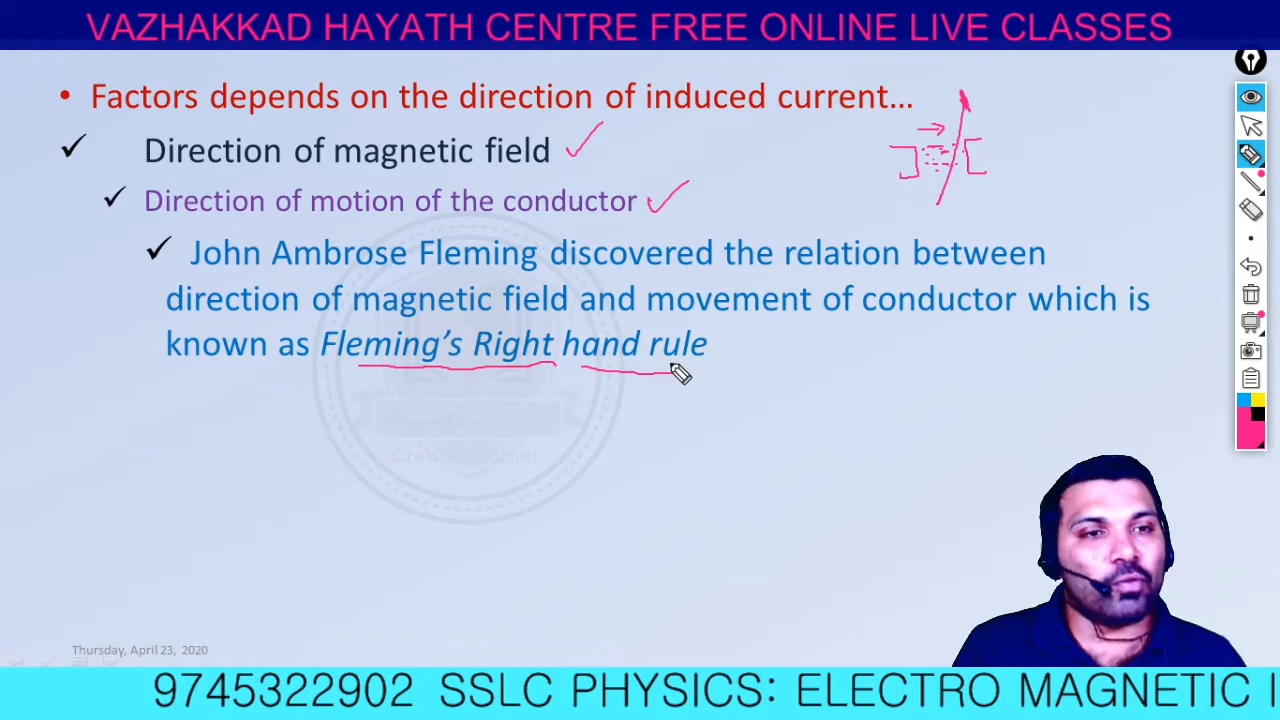 VAZHAKKAD HAYATH CENTRE FREE ONLINE LIVE CLASSES
• Factors depends on the direction of induced current...
✓ Direction of magnetic field
✓ Direction of motion of the conductor
✓ John Ambrose Fleming discovered the relation between
direction of magnetic field and movement of conductor which is
known as Fleming's Right hand rule
Thursday, April 23, 2020
9745322902 SSLC PHYSICS: ELECTRO MAGNETIC I